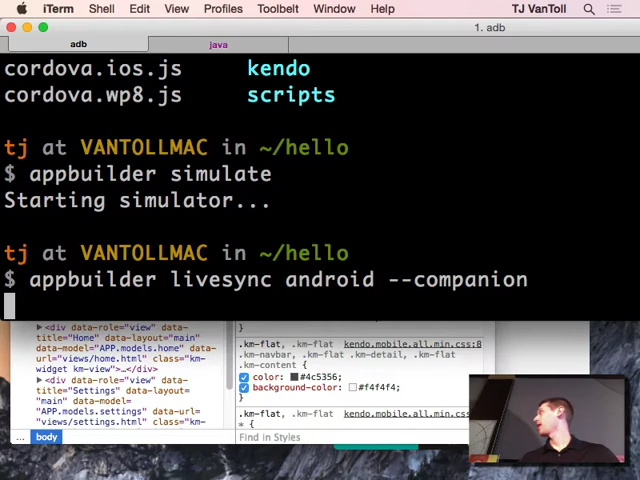 iTerm Shell Edit View Profiles Toolbelt Window Help TJ VanToll
1. adb
adb java
cordova.ios.js kendo
cordova.wp8.js scripts
tj at VANTOLLMAC in ~/hello
$ appbuilder simulate
Starting simulator...
tj at VANTOLLMAC in ~/hello
$ appbuilder livesync android --companion
<div data-role="view" data-
title="Home" data-layout="main"
data-model="APP.models.home"
url="views/home.html" class="km-
widget km-view">…</div>
<div data-role="view" data-
title="Settings" data-layout=
"main" data-model=
"APP.models.settings" data-url=
"views/settings.html" class="km-
... body
}
.km-flat, .km-flat kendo.mobile.all.min.css:8
.km-navbar, .km-flat .km-detail, .km-flat
.km-content {
color: #4c5356;
background-color: #f4f4f4;
}
.km-flat, .km-flat kendo.mobile.all.min.css
* {
Find in Styles